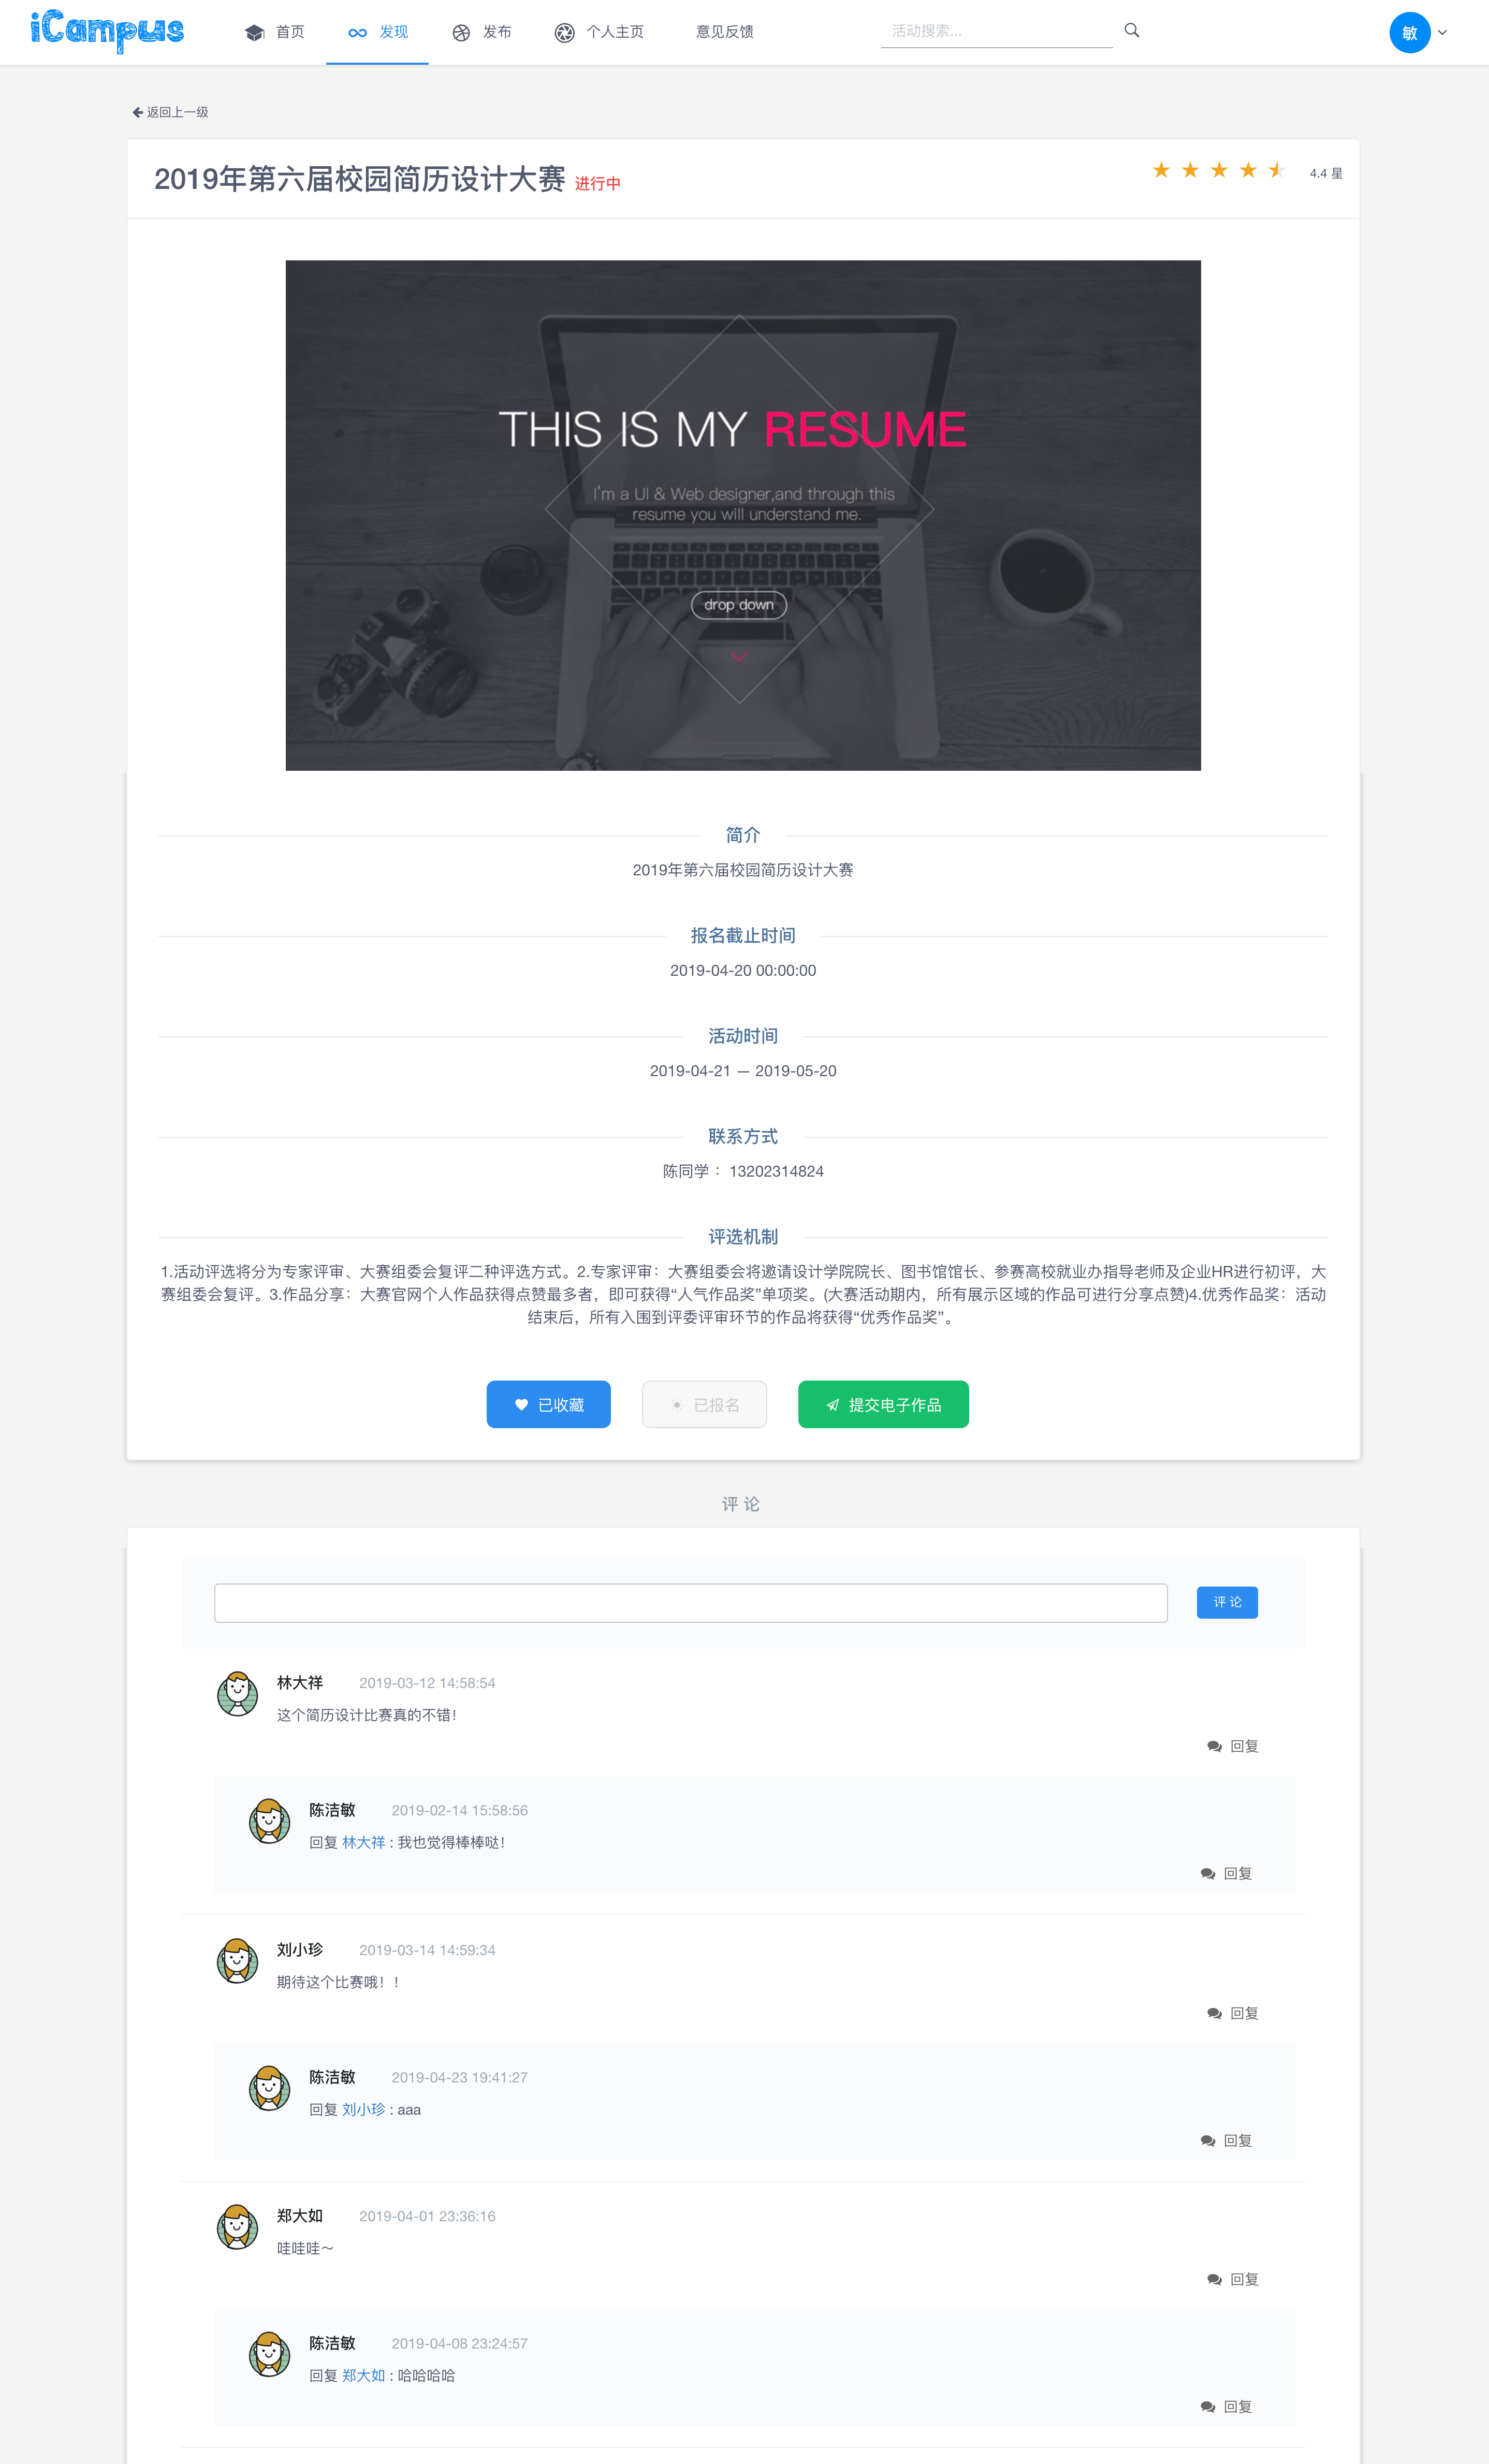 iCampus 首页 发现 发布 个人主页 意见反馈 活动搜索... 敏
返回上一级
2019年第六届校园简历设计大赛 进行中 4.4 星
THIS IS MY RESUME
I'm a UI & Web designer,and through this
resume you will understand me.
drop down
简介
2019年第六届校园简历设计大赛
报名截止时间
2019-04-20 00:00:00
活动时间
2019-04-21 — 2019-05-20
联系方式
陈同学 : 13202314824
评选机制
1.活动评选将分为专家评审、大赛组委会复评二种评选方式。2.专家评审：大赛组委会将邀请设计学院院长、图书馆馆长、参赛高校就业办指导老师及企业HR进行初评，大
赛组委会复评。3.作品分享：大赛官网个人作品获得点赞最多者，即可获得“人气作品奖”单项奖。(大赛活动期内，所有展示区域的作品可进行分享点赞)4.优秀作品奖：活动
结束后，所有入围到评委评审环节的作品将获得“优秀作品奖”。
已收藏 已报名 提交电子作品
评 论
评 论
林大祥 2019-03-12 14:58:54
这个简历设计比赛真的不错！
回复
陈洁敏 2019-02-14 15:58:56
回复 林大祥 : 我也觉得棒棒哒！
回复
刘小珍 2019-03-14 14:59:34
期待这个比赛哦！！
回复
陈洁敏 2019-04-23 19:41:27
回复 刘小珍 : aaa
回复
郑大如 2019-04-01 23:36:16
哇哇哇～
回复
陈洁敏 2019-04-08 23:24:57
回复 郑大如 : 哈哈哈哈
回复